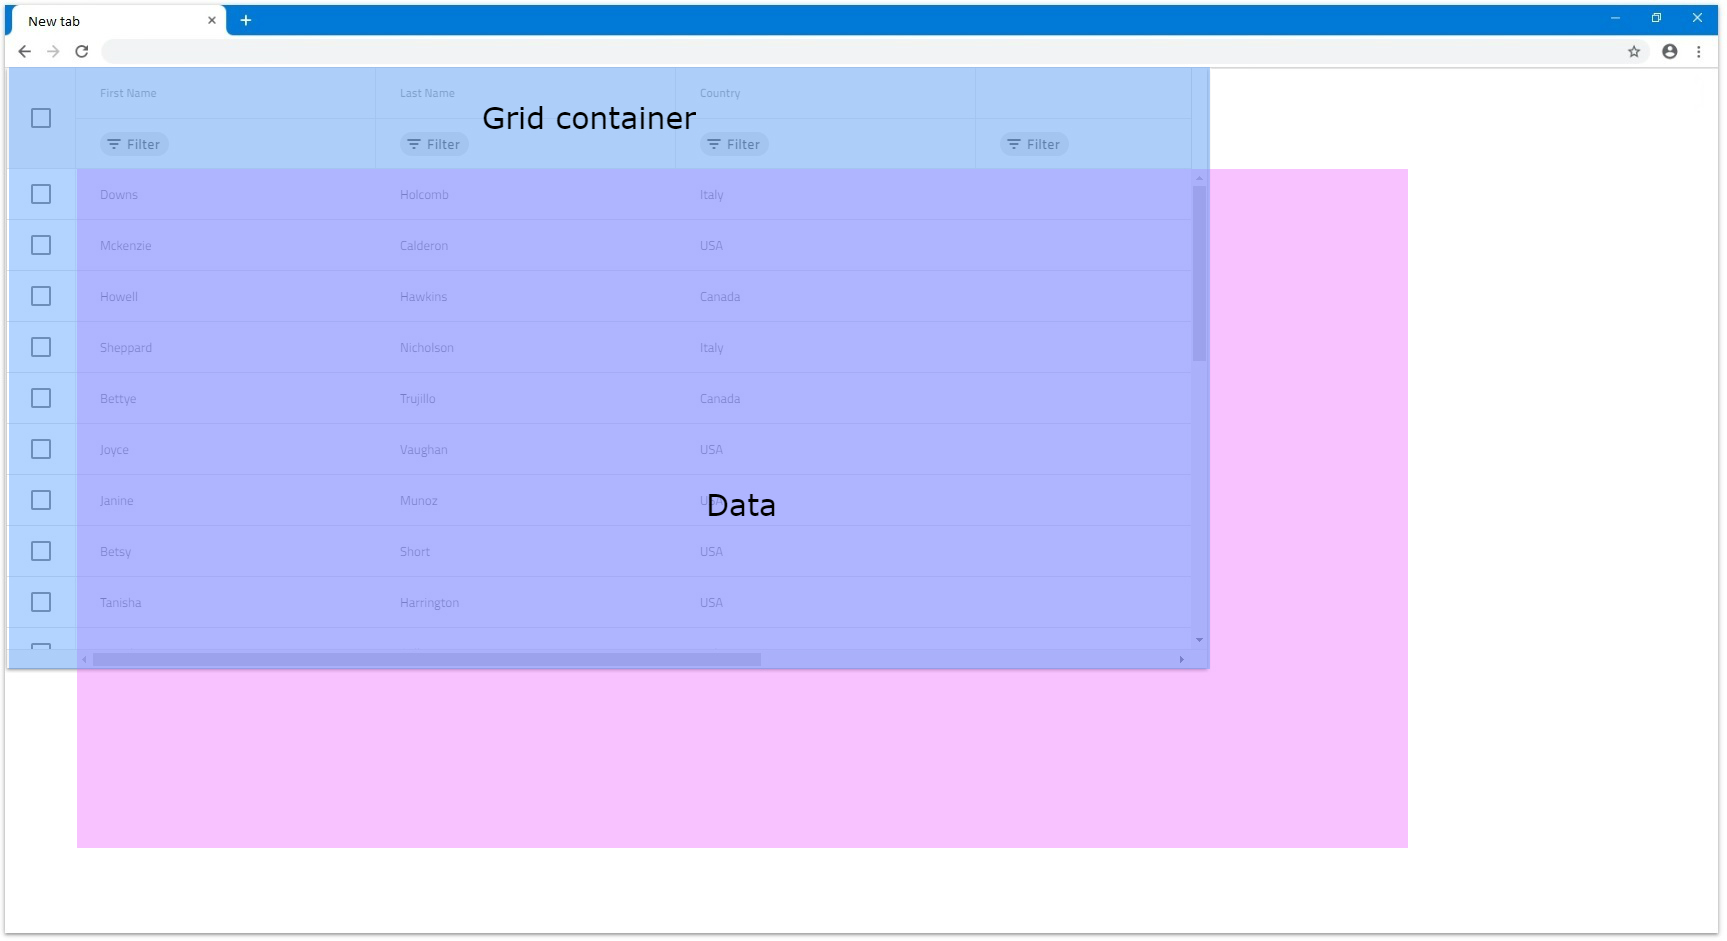 New tab
First Name Last Name Country
Grid container
Filter Filter Filter Filter
Downs Holcomb Italy
Mckenzie Calderon USA
Howell Hawkins Canada
Sheppard Nicholson Italy
Bettye Trujillo Canada
Joyce Vaughan USA
Janine Munoz USA
Data
Betsy Short USA
Tanisha Harrington USA